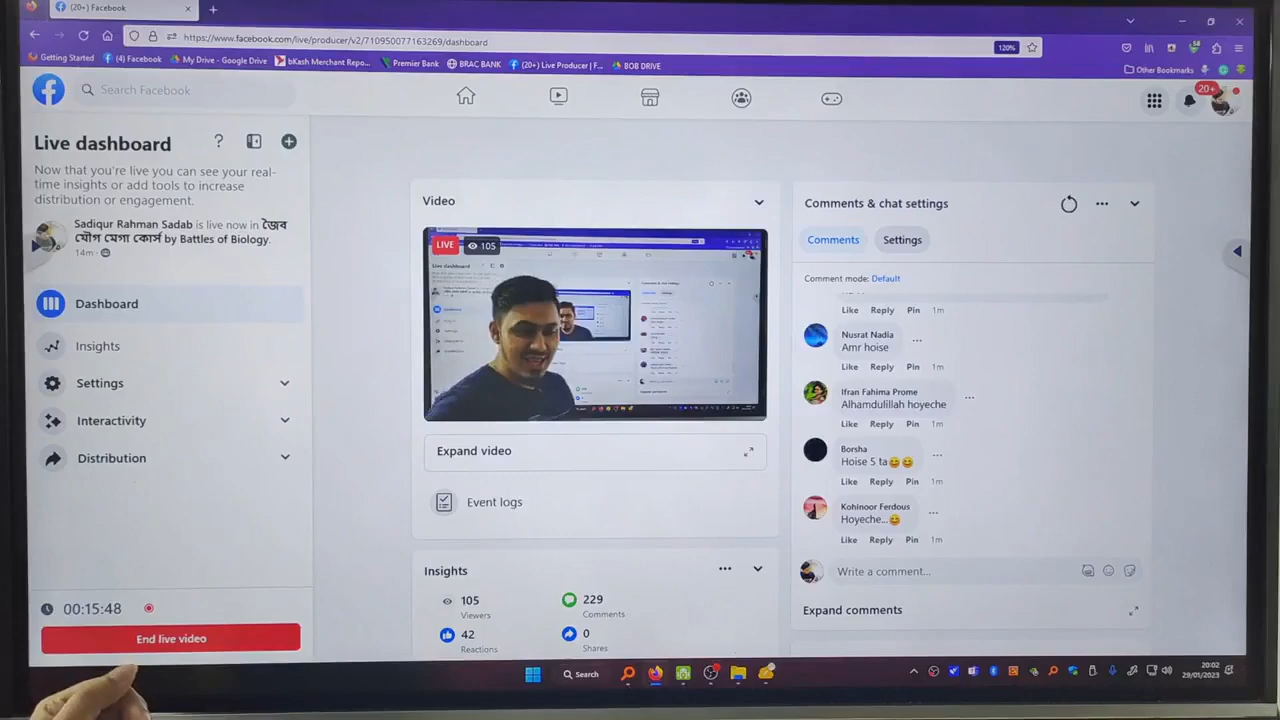 (20+) Facebook
https://www.facebook.com/live/producer/v2/710950077163269/dashboard
120%
Getting Started
(4) Facebook
My Drive - Google Drive
bKash Merchant Repo...
Premier Bank
BRAC BANK
(20+) Live Producer | F...
BOB DRIVE
Other Bookmarks
Search Facebook
20+
Live dashboard
Now that you're live you can see your real-
time insights or add tools to increase
distribution or engagement.
Sadiqur Rahman Sadab is live now in জৈব
যৌগ মেগা কোর্স by Battles of Biology.
14m
Dashboard
Insights
Settings
Interactivity
Distribution
00:15:48
End live video
Video
LIVE
105
Expand video
Event logs
Insights
105
Viewers
229
Comments
42
Reactions
0
Shares
Comments & chat settings
Comments
Settings
Comment mode: Default
Like Reply Pin 1m
Nusrat Nadia
Amr hoise
Like Reply Pin 1m
Ifran Fahima Prome
Alhamdulillah hoyeche
Like Reply Pin 1m
Borsha
Hoise 5 ta😄😄
Like Reply Pin 1m
Kohinoor Ferdous
Hoyeche...😄
Like Reply Pin 1m
Write a comment...
Expand comments
Search
20:02
29/01/2023